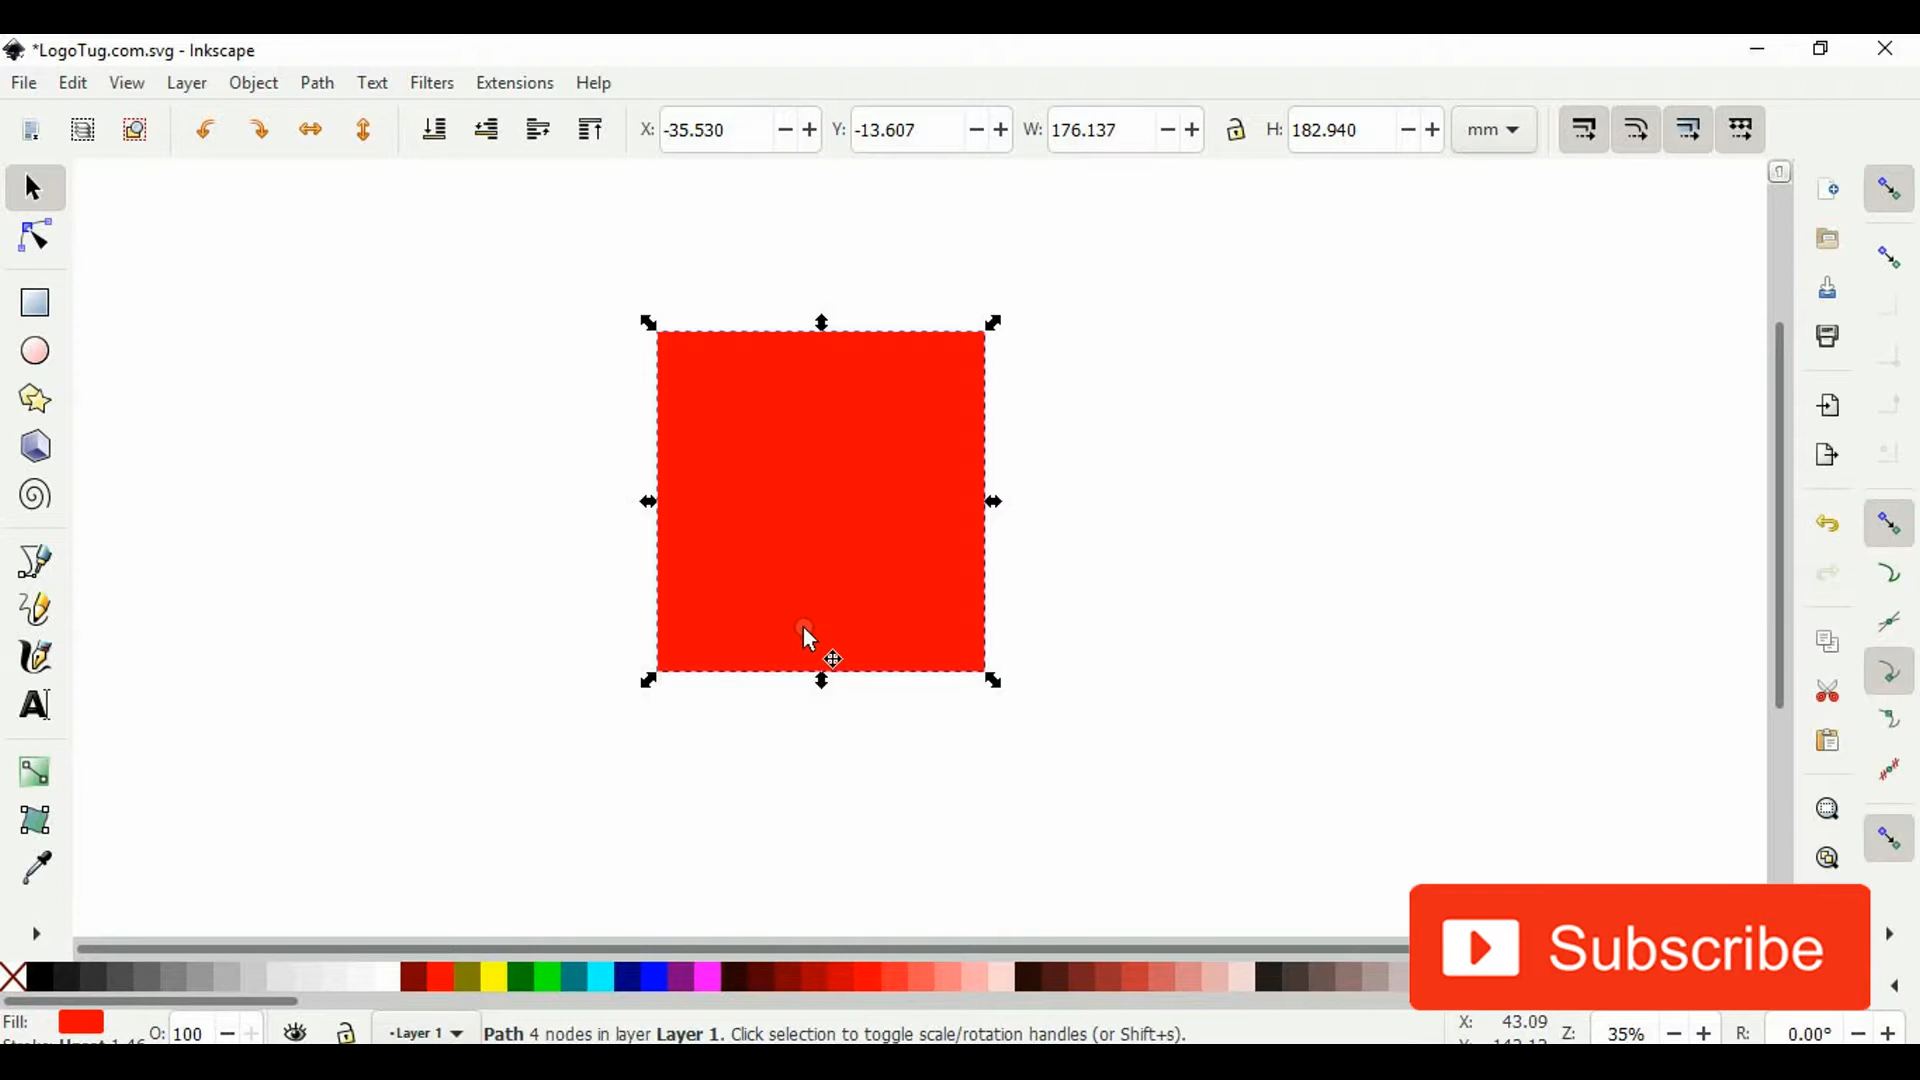 *LogoTug.com.svg - Inkscape
File Edit View Layer Object Path Text Filters Extensions Help
X: -35.530 Y: -13.607 W: 176.137 H: 182.940 mm
Subscribe
Fill:
O: 100
Layer 1
Path 4 nodes in layer Layer 1. Click selection to toggle scale/rotation handles (or Shift+s).
X: 43.09
Z: 35%
R: 0.00°